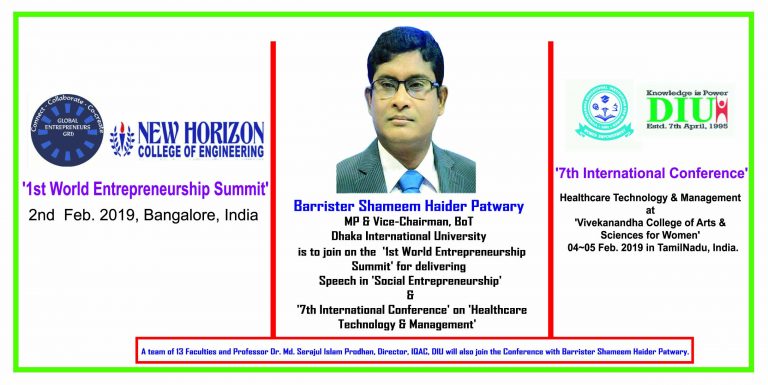 Connect - Collaborate - Co-create
GLOBAL
ENTREPRENEURS
GRID
NEW HORIZON
COLLEGE OF ENGINEERING
'1st World Entrepreneurship Summit'
2nd Feb. 2019, Bangalore, India
Barrister Shameem Haider Patwary
MP & Vice-Chairman, BoT
Dhaka International University
is to join on the '1st World Entrepreneurship
Summit' for delivering
Speech in 'Social Entrepreneurship'
&
'7th International Conference' on 'Healthcare
Technology & Management'
Knowledge is Power
DIU
Estd. 7th April, 1995
'7th International Conference'
Healthcare Technology & Management
at
'Vivekanandha College of Arts &
Sciences for Women'
04~05 Feb. 2019 in TamilNadu, India.
A team of 13 Faculties and Professor Dr. Md. Serajul Islam Prodhan, Director, IQAC, DIU will also join the Conference with Barrister Shameem Haider Patwary.